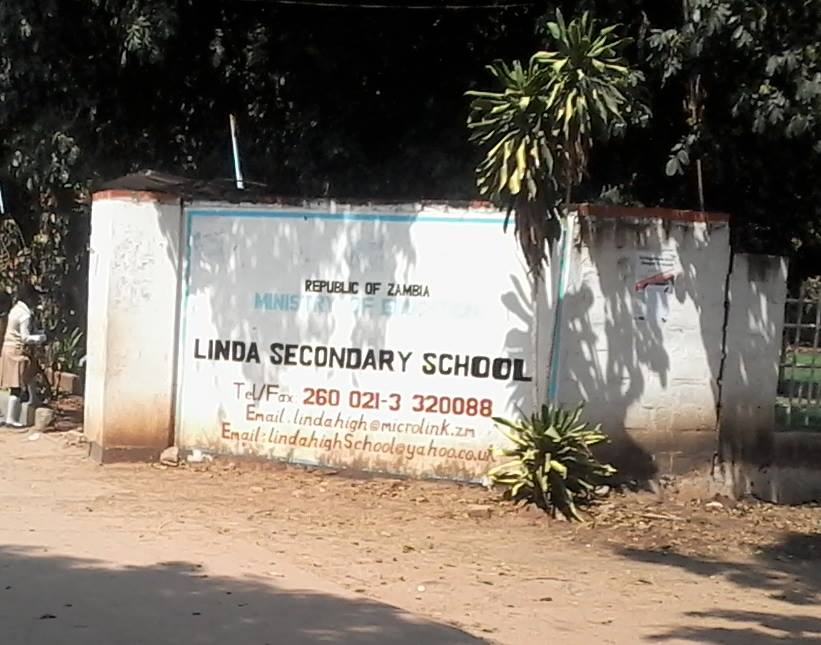 REPUBLIC OF ZAMBIA
MINISTRY OF EDUCATION
LINDA SECONDARY SCHOOL
Tel/Fax 260 021-3 320088
Email.lindahigh@microlink.zm
Email:lindahighSchool@yahoo.co.uk